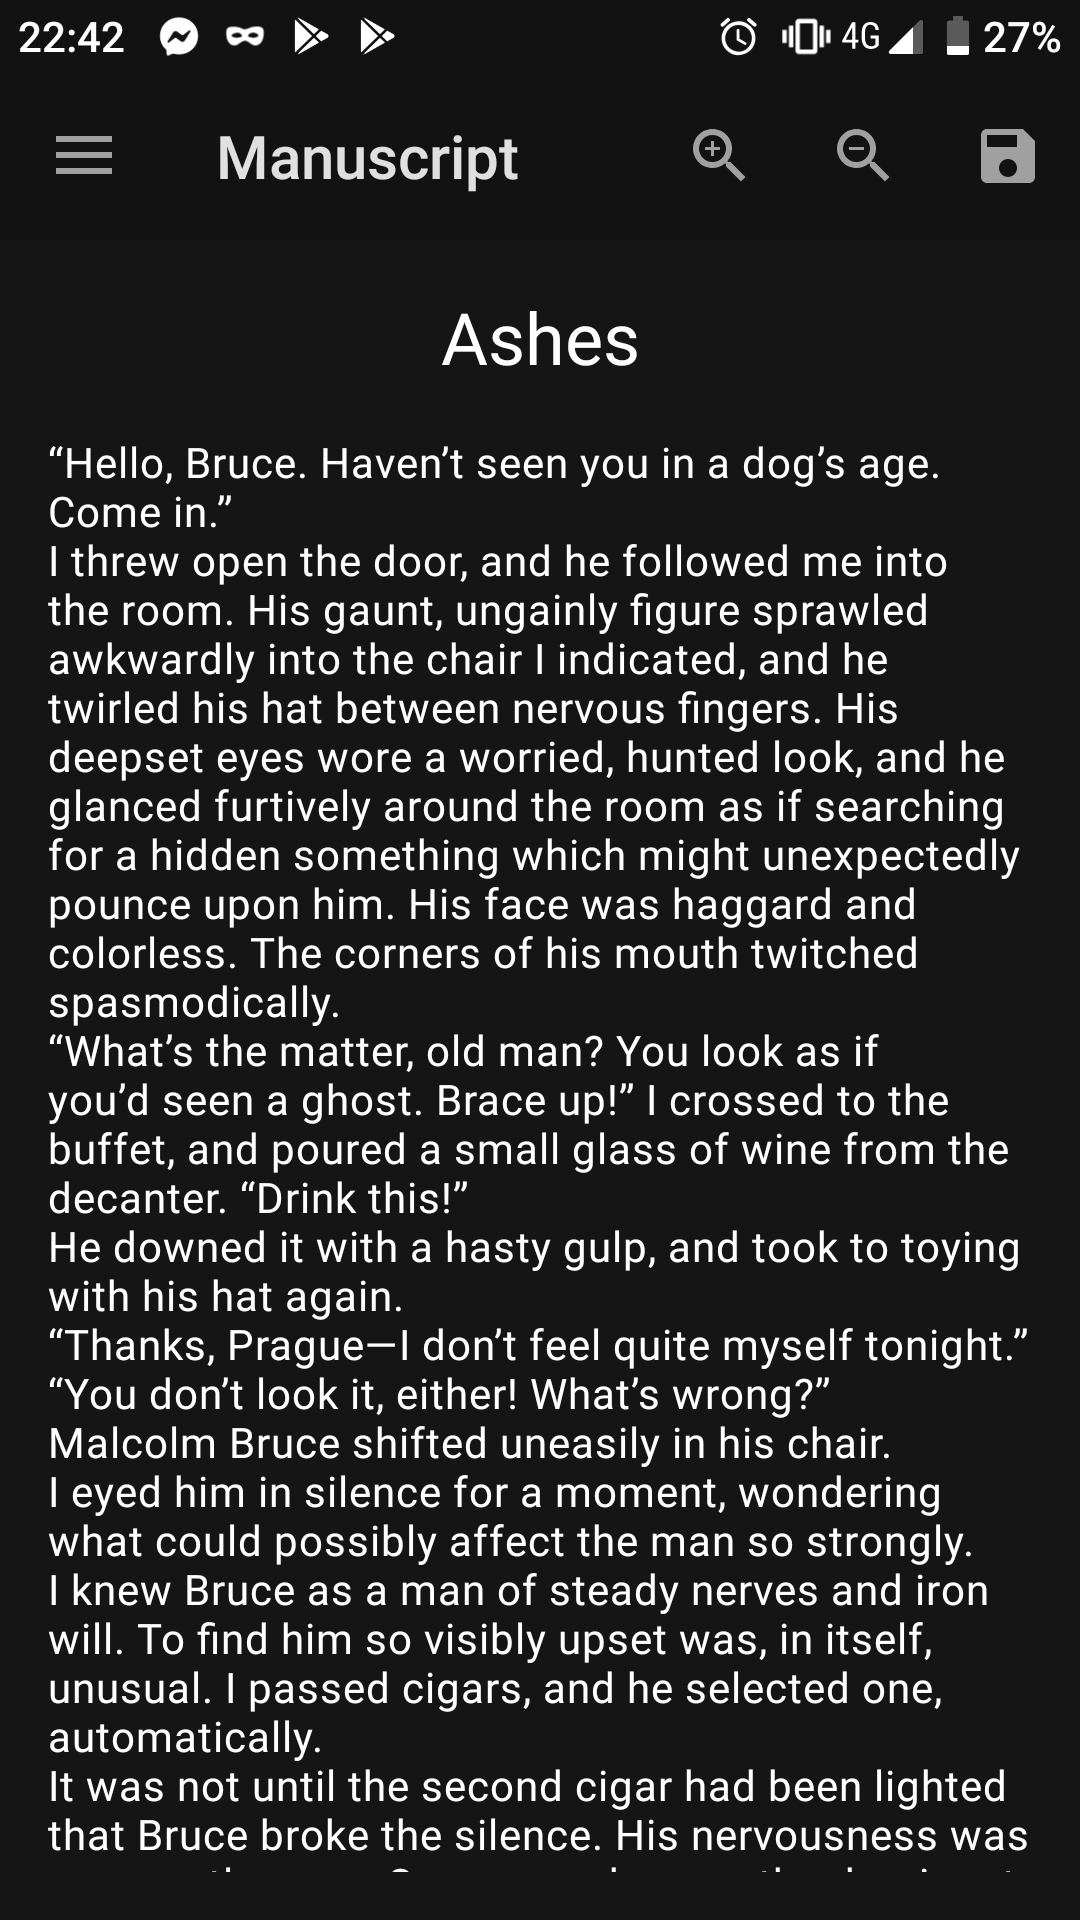 22:42
4G
27%
Manuscript
Ashes
“Hello, Bruce. Haven’t seen you in a dog’s age.
Come in.”
I threw open the door, and he followed me into
the room. His gaunt, ungainly figure sprawled
awkwardly into the chair I indicated, and he
twirled his hat between nervous fingers. His
deepset eyes wore a worried, hunted look, and he
glanced furtively around the room as if searching
for a hidden something which might unexpectedly
pounce upon him. His face was haggard and
colorless. The corners of his mouth twitched
spasmodically.
“What’s the matter, old man? You look as if
you’d seen a ghost. Brace up!” I crossed to the
buffet, and poured a small glass of wine from the
decanter. “Drink this!”
He downed it with a hasty gulp, and took to toying
with his hat again.
“Thanks, Prague—I don’t feel quite myself tonight.”
“You don’t look it, either! What’s wrong?”
Malcolm Bruce shifted uneasily in his chair.
I eyed him in silence for a moment, wondering
what could possibly affect the man so strongly.
I knew Bruce as a man of steady nerves and iron
will. To find him so visibly upset was, in itself,
unusual. I passed cigars, and he selected one,
automatically.
It was not until the second cigar had been lighted
that Bruce broke the silence. His nervousness was